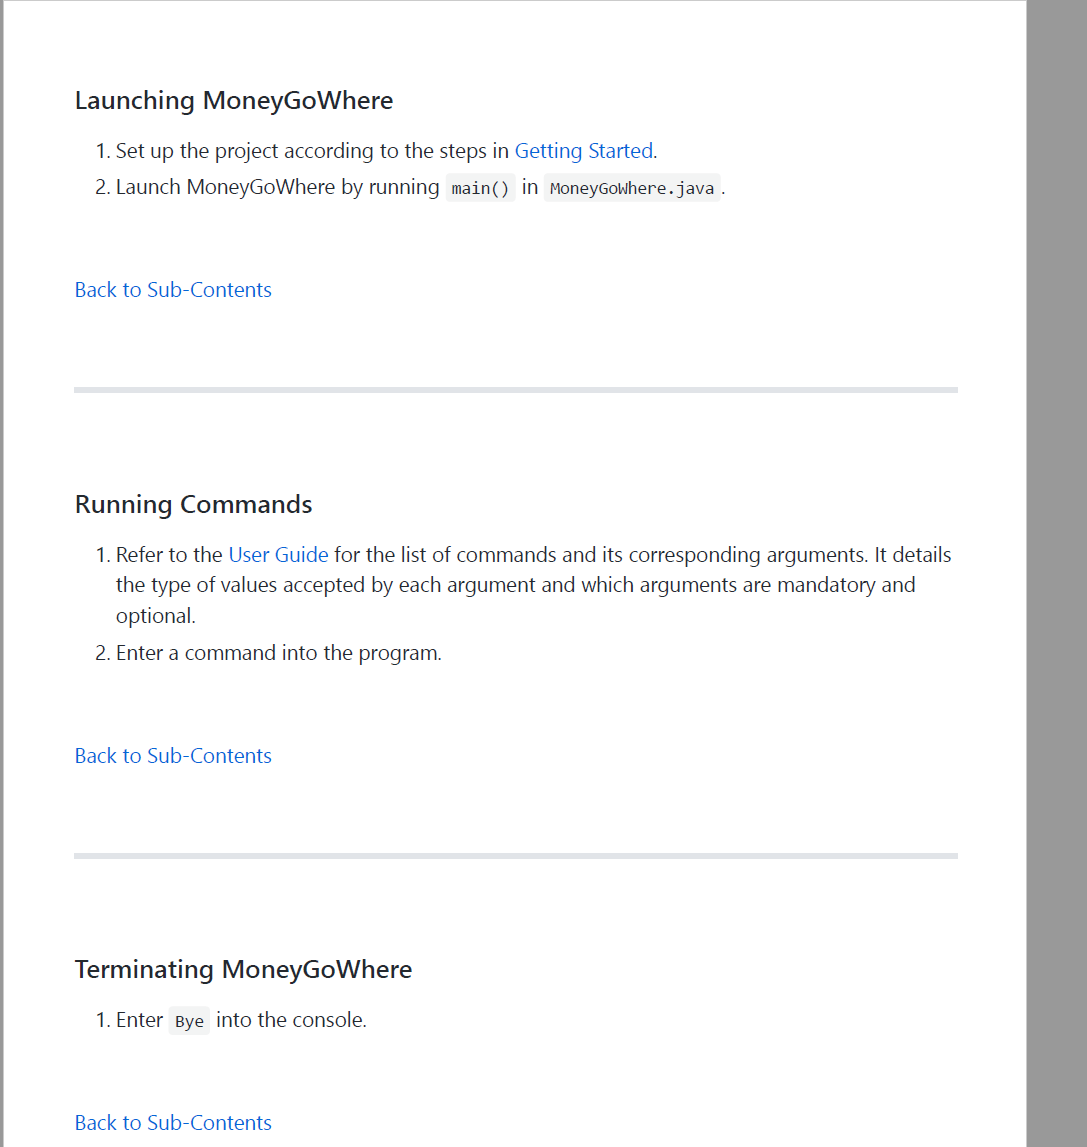 Launching MoneyGoWhere
1. Set up the project according to the steps in Getting Started.
2. Launch MoneyGoWhere by running main() in MoneyGoWhere.java.
Back to Sub-Contents
Running Commands
1. Refer to the User Guide for the list of commands and its corresponding arguments. It details
the type of values accepted by each argument and which arguments are mandatory and
optional.
2. Enter a command into the program.
Back to Sub-Contents
Terminating MoneyGoWhere
1. Enter Bye into the console.
Back to Sub-Contents